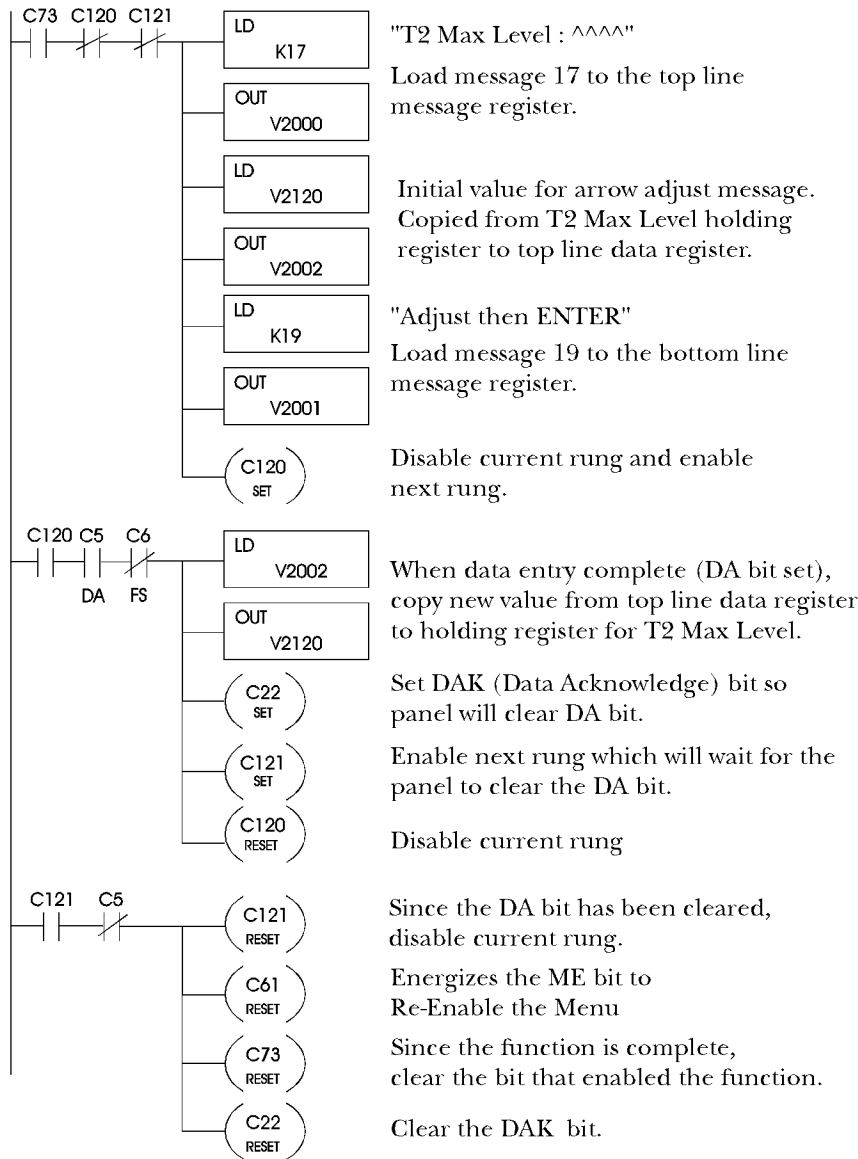 C73 C120 C121
LD
K17
"T2 Max Level : ^^^^"
Load message 17 to the top line
message register.
OUT
V2000
LD
V2120
Initial value for arrow adjust message.
Copied from T2 Max Level holding
register to top line data register.
OUT
V2002
LD
K19
"Adjust then ENTER"
Load message 19 to the bottom line
message register.
OUT
V2001
C120
SET
Disable current rung and enable
next rung.
C120 C5 C6
DA FS
LD
V2002
When data entry complete (DA bit set),
copy new value from top line data register
to holding register for T2 Max Level.
OUT
V2120
C22
SET
Set DAK (Data Acknowledge) bit so
panel will clear DA bit.
C121
SET
Enable next rung which will wait for the
panel to clear the DA bit.
C120
RESET
Disable current rung
C121 C5
C121
RESET
Since the DA bit has been cleared,
disable current rung.
C61
RESET
Energizes the ME bit to
Re-Enable the Menu
C73
RESET
Since the function is complete,
clear the bit that enabled the function.
C22
RESET
Clear the DAK bit.